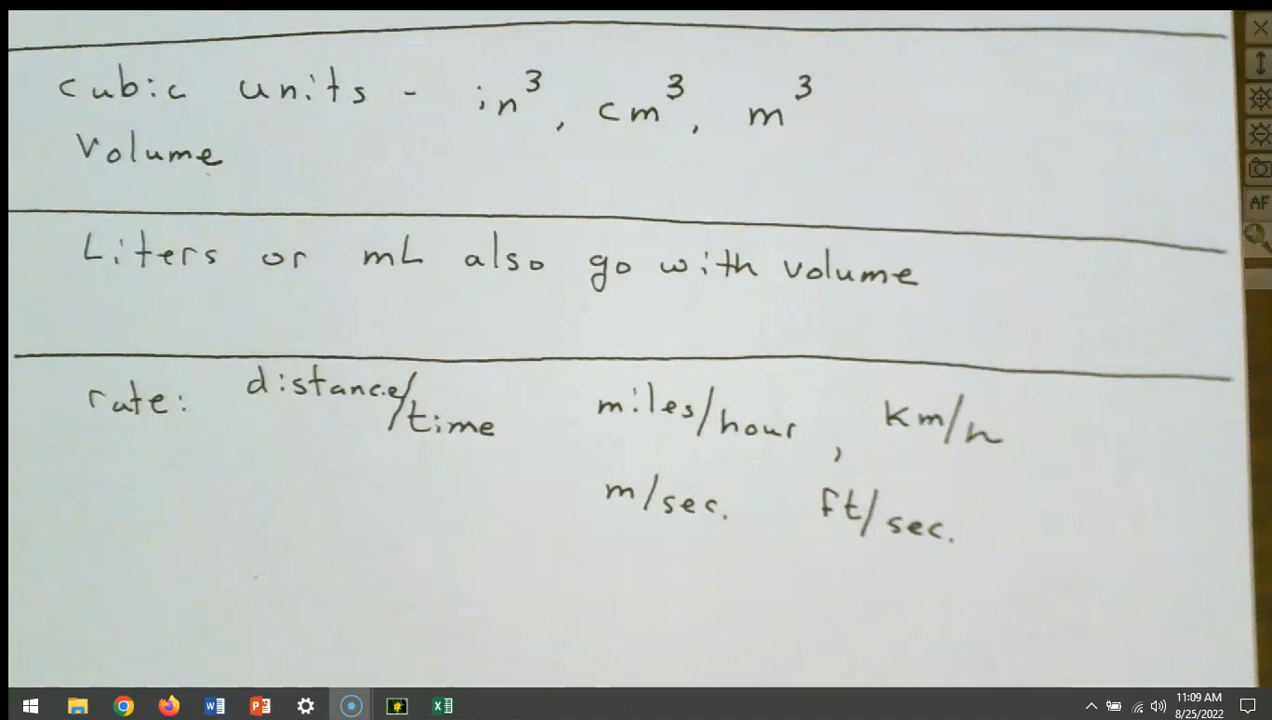 cubic units - in³, cm³, m³
Volume
Liters or mL also go with volume
rate: distance/time miles/hour, km/h
m/sec. ft/sec.
AF
11:09 AM
8/25/2022